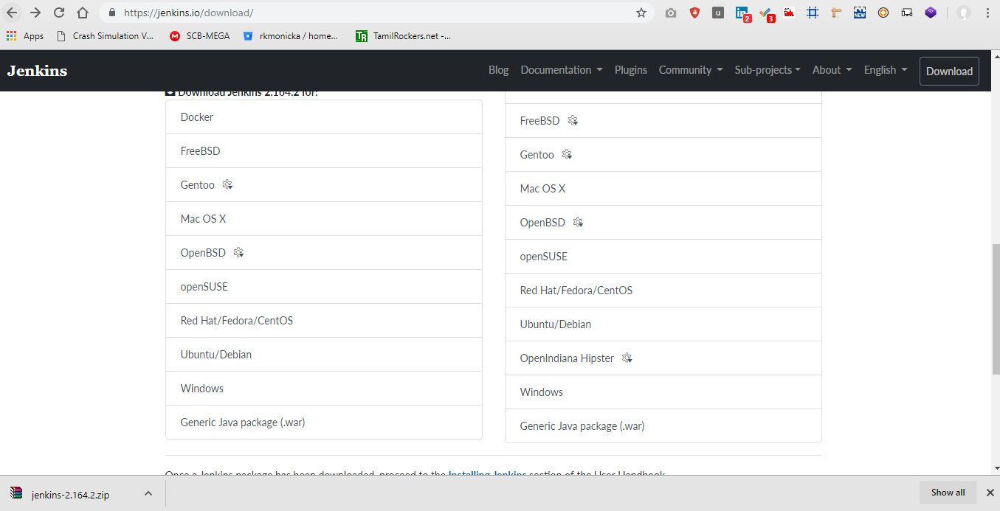 https://jenkins.io/download/
u
2
3
NEW
Apps
Crash Simulation V...
M
SCB-MEGA
rkmonicka / home...
TR
TamilRockers.net -...
Jenkins
Blog
Documentation
Plugins
Community
Sub-projects
About
English
Download
Download Jenkins 2.164.2 for:
Docker
FreeBSD
Gentoo
Mac OS X
OpenBSD
openSUSE
Red Hat/Fedora/CentOS
Ubuntu/Debian
Windows
Generic Java package (.war)
FreeBSD
Gentoo
Mac OS X
OpenBSD
openSUSE
Red Hat/Fedora/CentOS
Ubuntu/Debian
OpenIndiana Hipster
Windows
Generic Java package (.war)
Once a Jenkins package has been downloaded, proceed to the Installing Jenkins section of the User Handbook.
jenkins-2.164.2.zip
Show all